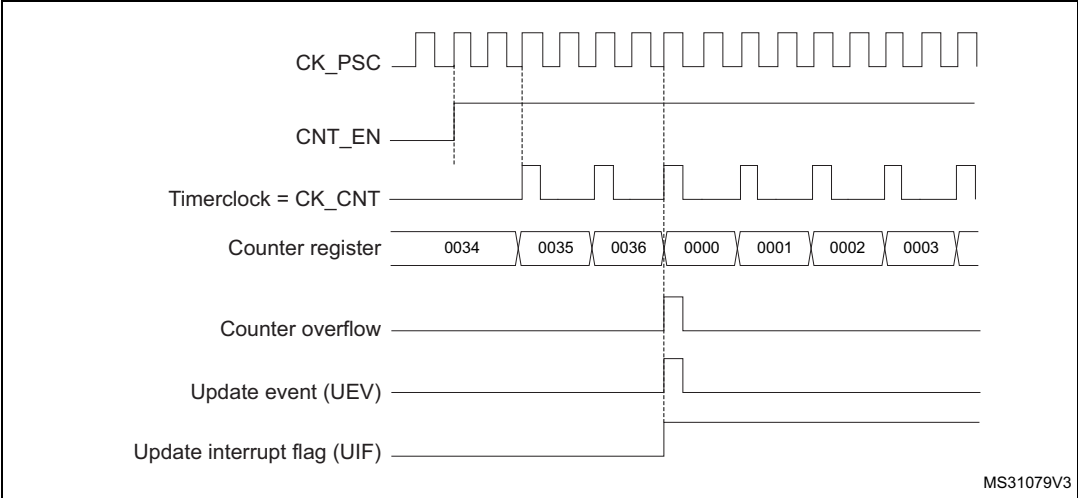 CK_PSC
CNT_EN
Timerclock = CK_CNT
Counter register 0034 0035 0036 0000 0001 0002 0003
Counter overflow
Update event (UEV)
Update interrupt flag (UIF)
MS31079V3